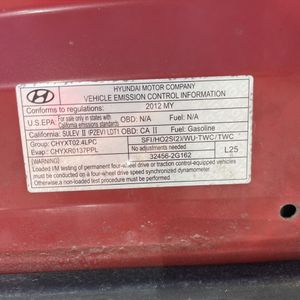 HYUNDAI MOTOR COMPANY
VEHICLE EMISSION CONTROL INFORMATION
Conforms to regulations: 2012 MY
U.S.EPA: For sale only in states with California emissions standards OBD: N/A Fuel: N/A
California: SULEV II (PZEV) LDT1 OBD: CA II Fuel: Gasoline
Group: CHYXT02.4LPC SFI/HO2S(2)/WU-TWC/TWC
Evap: CHYXR0137PPL No adjustments needed
32456-2G162 L25
WARNING
Loaded I/M testing of permanent four-wheel drive or traction control-equipped vehicles must be performed on a four-wheel drive speed synchronized dynamometer.
Alternatively, a non-loaded test procedure may be used.